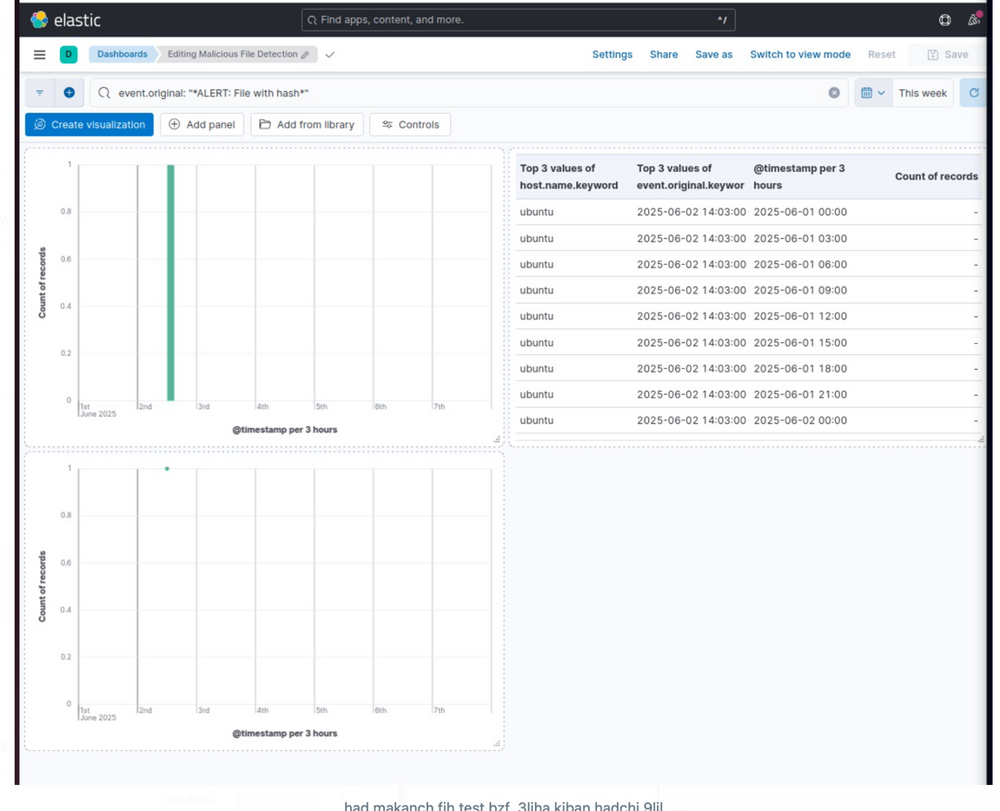 elastic
Find apps, content, and more.
^/
D
Dashboards
Editing Malicious File Detection
Settings
Share
Save as
Switch to view mode
Reset
Save
event.original: "*ALERT: File with hash*"
This week
Create visualization
Add panel
Add from library
Controls
1
0.8
0.6
0.4
0.2
0
Count of records
1st
June 2025
2nd
3rd
4th
5th
6th
7th
@timestamp per 3 hours
Top 3 values of host.name.keyword
Top 3 values of event.original.keywor
@timestamp per 3 hours
Count of records
ubuntu 2025-06-02 14:03:00 2025-06-01 00:00 -
ubuntu 2025-06-02 14:03:00 2025-06-01 03:00 -
ubuntu 2025-06-02 14:03:00 2025-06-01 06:00 -
ubuntu 2025-06-02 14:03:00 2025-06-01 09:00 -
ubuntu 2025-06-02 14:03:00 2025-06-01 12:00 -
ubuntu 2025-06-02 14:03:00 2025-06-01 15:00 -
ubuntu 2025-06-02 14:03:00 2025-06-01 18:00 -
ubuntu 2025-06-02 14:03:00 2025-06-01 21:00 -
ubuntu 2025-06-02 14:03:00 2025-06-02 00:00 -
1
0.8
0.6
0.4
0.2
0
Count of records
1st
June 2025
2nd
3rd
4th
5th
6th
7th
@timestamp per 3 hours
vendredi
had makanch fih test bzf, 3liha kiban hadchi 9lil